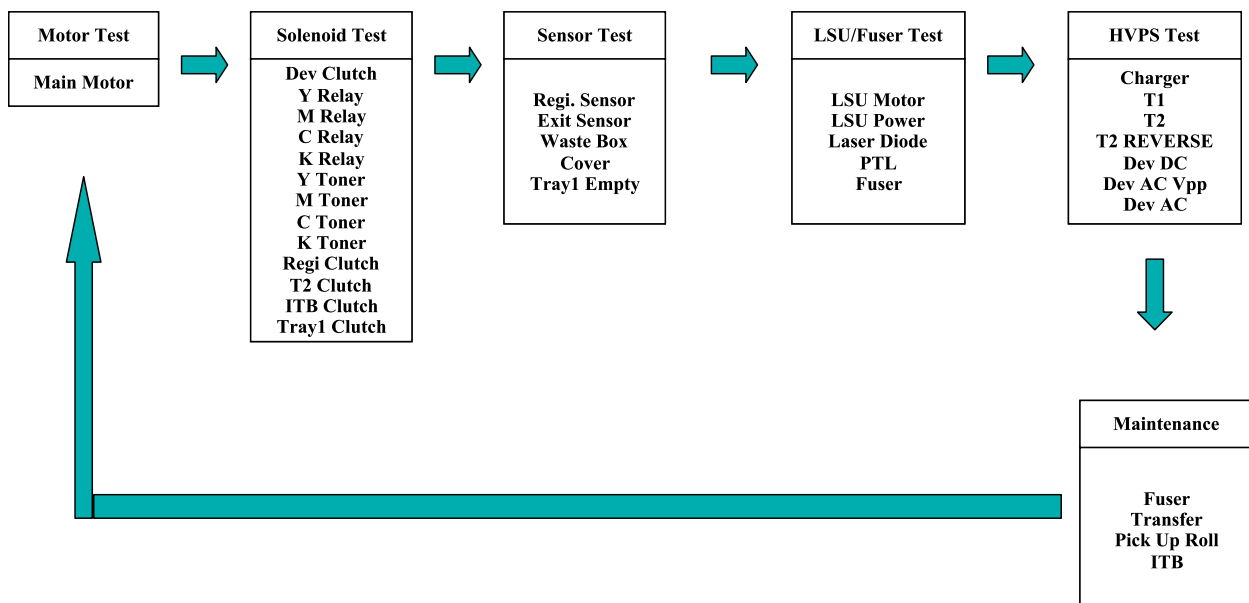 Motor Test
Main Motor
Solenoid Test
Dev Clutch
Y Relay
M Relay
C Relay
K Relay
Y Toner
M Toner
C Toner
K Toner
Regi Clutch
T2 Clutch
ITB Clutch
Tray1 Clutch
Sensor Test
Regi. Sensor
Exit Sensor
Waste Box
Cover
Tray1 Empty
LSU/Fuser Test
LSU Motor
LSU Power
Laser Diode
PTL
Fuser
HVPS Test
Charger
T1
T2
T2 REVERSE
Dev DC
Dev AC Vpp
Dev AC
Maintenance
Fuser
Transfer
Pick Up Roll
ITB